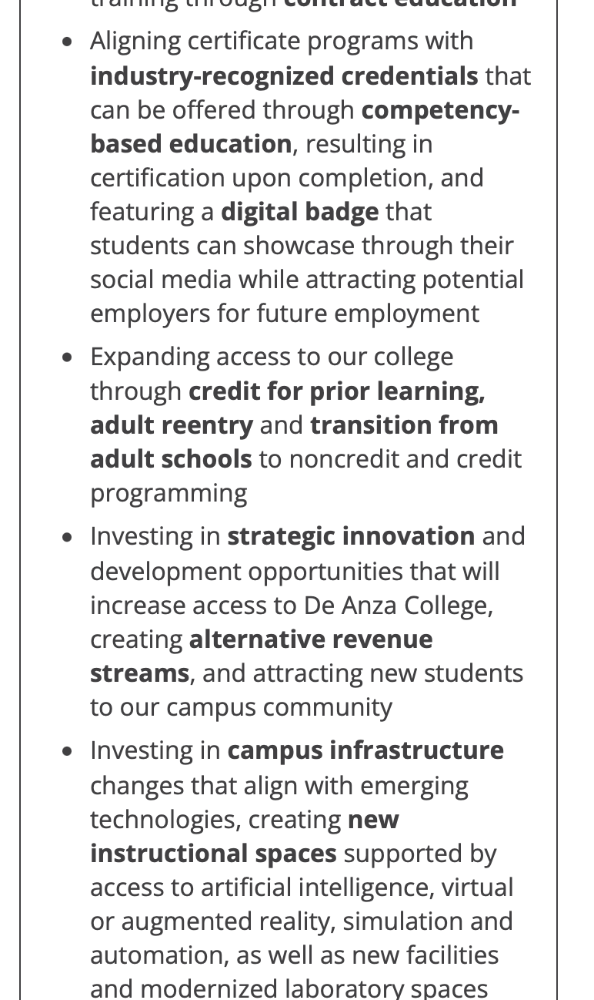 training through contract education
Aligning certificate programs with
industry-recognized credentials that
can be offered through competency-
based education, resulting in
certification upon completion, and
featuring a digital badge that
students can showcase through their
social media while attracting potential
employers for future employment
Expanding access to our college
through credit for prior learning,
adult reentry and transition from
adult schools to noncredit and credit
programming
Investing in strategic innovation and
development opportunities that will
increase access to De Anza College,
creating alternative revenue
streams, and attracting new students
to our campus community
Investing in campus infrastructure
changes that align with emerging
technologies, creating new
instructional spaces supported by
access to artificial intelligence, virtual
or augmented reality, simulation and
automation, as well as new facilities
and modernized laboratory spaces